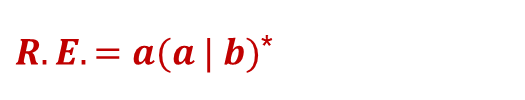 R. E. = a(a | b)*